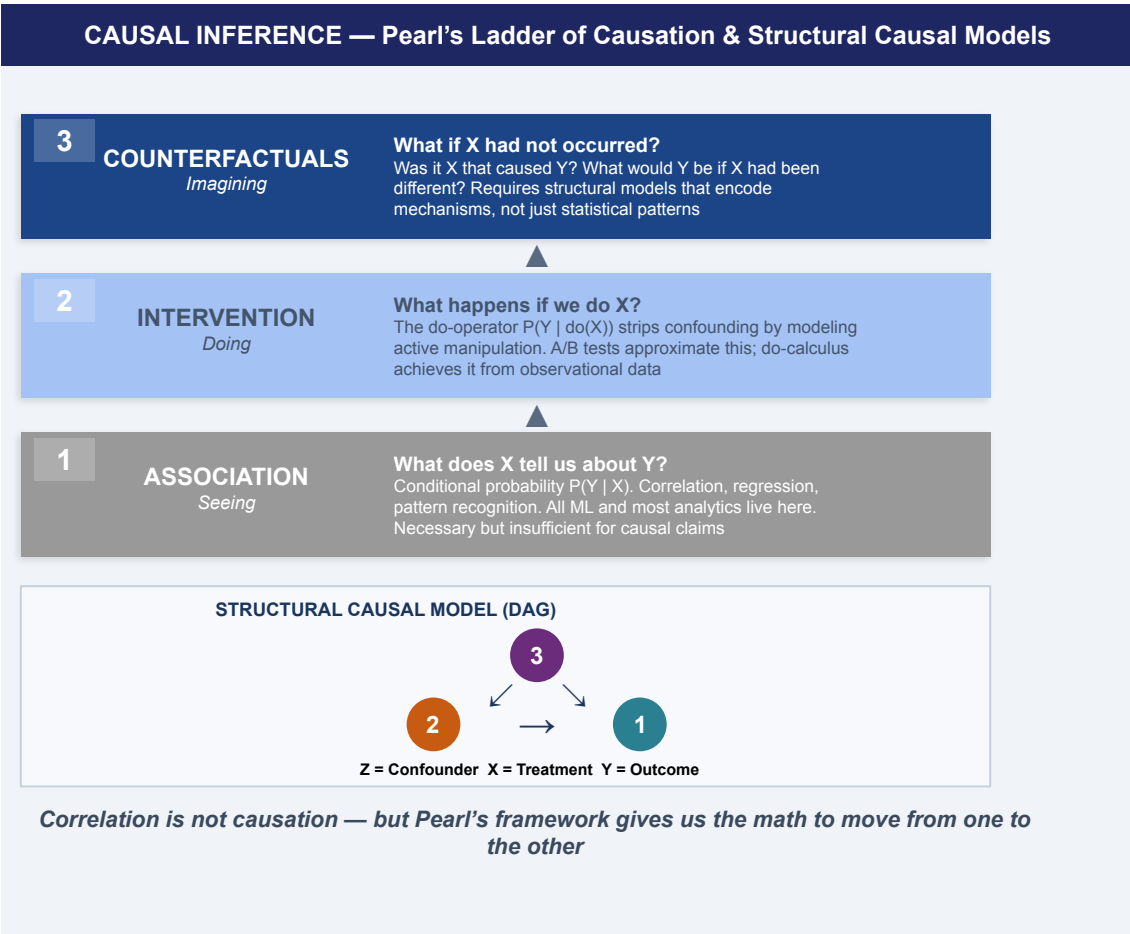 CAUSAL INFERENCE — Pearl’s Ladder of Causation & Structural Causal Models
3
COUNTERFACTUALS
Imagining
What if X had not occurred?
Was it X that caused Y? What would Y be if X had been
different? Requires structural models that encode
mechanisms, not just statistical patterns
▲
2
INTERVENTION
Doing
What happens if we do X?
The do-operator P(Y | do(X)) strips confounding by modeling
active manipulation. A/B tests approximate this; do-calculus
achieves it from observational data
▲
1
ASSOCIATION
Seeing
What does X tell us about Y?
Conditional probability P(Y | X). Correlation, regression,
pattern recognition. All ML and most analytics live here.
Necessary but insufficient for causal claims
STRUCTURAL CAUSAL MODEL (DAG)
3
↙ ↘
2 → 1
Z = Confounder X = Treatment Y = Outcome
Correlation is not causation — but Pearl’s framework gives us the math to move from one to
the other